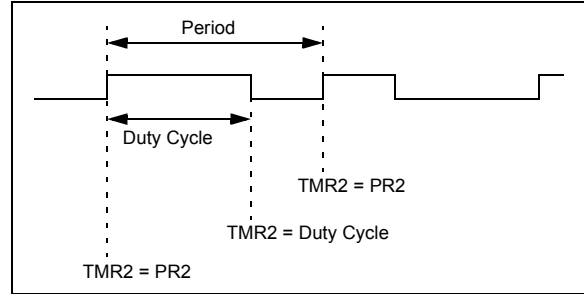 Period
Duty Cycle
TMR2 = PR2
TMR2 = Duty Cycle
TMR2 = PR2